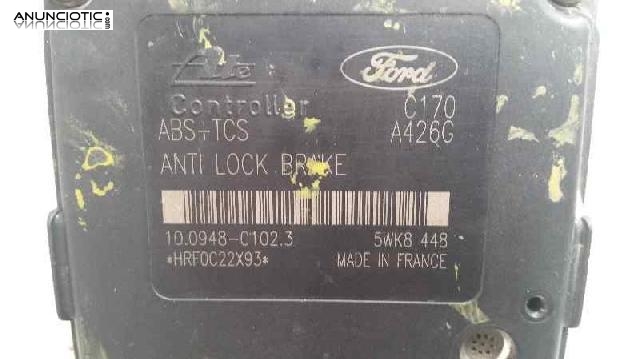 ANUNCIOTIC.com
Ate
Ford
Controller C170
ABS-TCS A426G
ANTI LOCK BRAKE
10.0948-C102.3 5WK8 448
*HRF0C22X93* MADE IN FRANCE